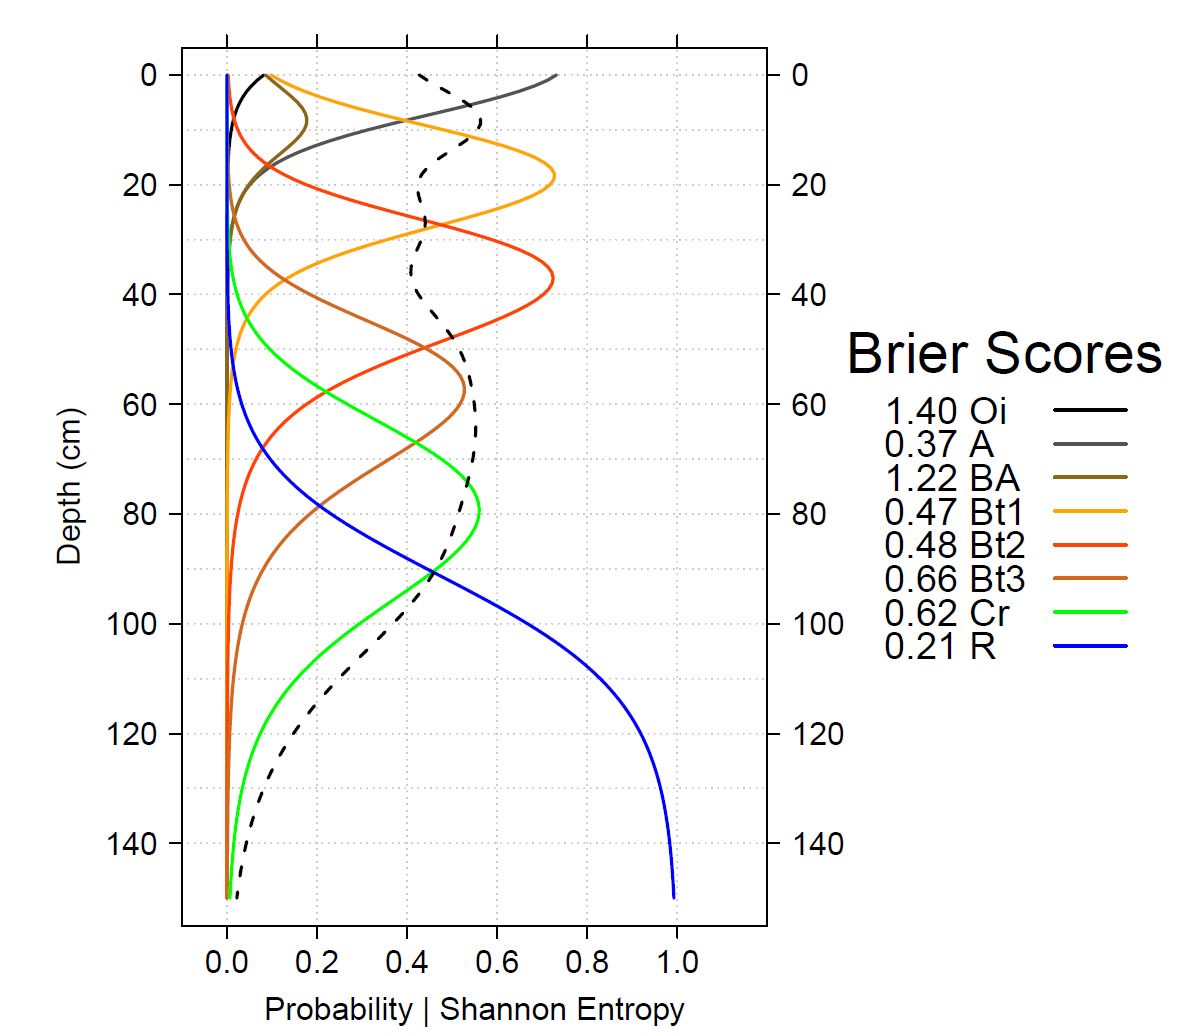 0 0
20 20
40 40
60 60
80 80
100 100
120 120
140 140
Depth (cm)
0.0 0.2 0.4 0.6 0.8 1.0
Probability | Shannon Entropy
Brier Scores
1.40 Oi
0.37 A
1.22 BA
0.47 Bt1
0.48 Bt2
0.66 Bt3
0.62 Cr
0.21 R